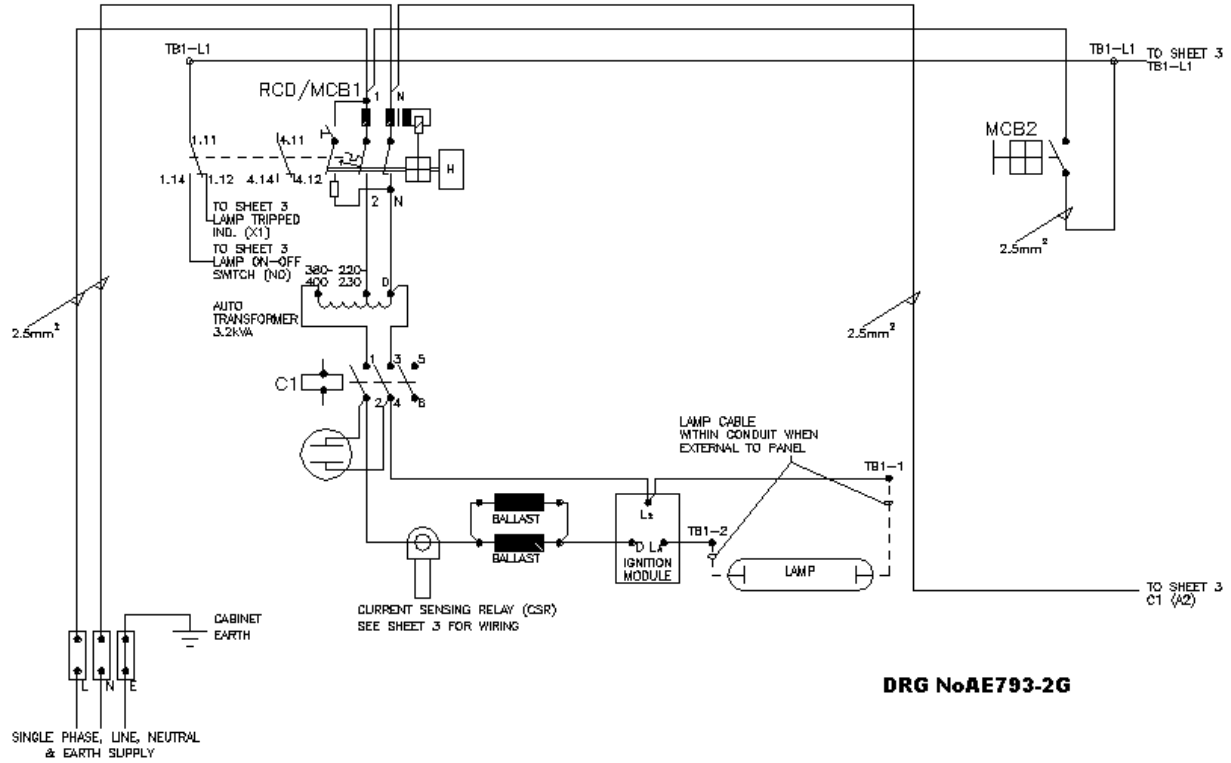 TB1-L1
TB1-L1
TO SHEET 3
TB1-L1
RCD/MCB1
1
N
MCB2
1.11
4.11
H
1.14
1.12
4.14
4.12
2
N
TO SHEET 3
LAMP TRIPPED
IND. (X1)
TO SHEET 3
LAMP ON-OFF
SWITCH (NO)
2.5mm²
380-
400
220-
230
D
AUTO
TRANSFORMER
3.2kVA
2.5mm²
2.5mm²
1
3
5
C1
2
4
6
LAMP CABLE
WITHIN CONDUIT WHEN
EXTERNAL TO PANEL
TB1-1
BALLAST
L2
TB1-2
BALLAST
D LA
IGNITION
MODULE
LAMP
CURRENT SENSING RELAY (CSR)
SEE SHEET 3 FOR WIRING
TO SHEET 3
C1 (A2)
CABINET
EARTH
L
N
E
DRG NoAE793-2G
SINGLE PHASE, LINE, NEUTRAL
& EARTH SUPPLY